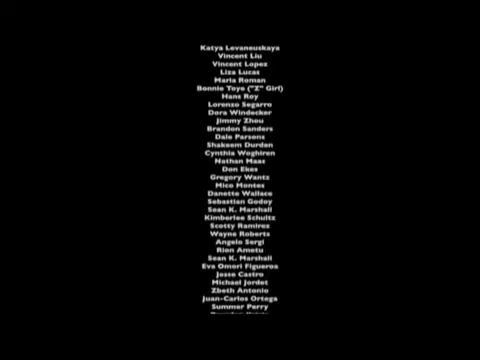 Katya Levaneuskaya
Vincent Liu
Vincent Lopez
Liza Lucas
Maria Roman
Bonnie Toye ("Z" Girl)
Hans Roy
Lorenzo Segarro
Dora Windecker
Jimmy Zhou
Brandon Sanders
Dale Parsons
Shakeem Durden
Cynthia Woghiren
Nathan Maas
Don Ekes
Gregory Wantz
Mico Montes
Danette Wallace
Sebastian Godoy
Sean K. Marshall
Kimberlee Schultz
Scotty Ramirez
Wayne Roberts
Angelo Sergi
Rion Ametu
Sean K. Marshall
Eva Omori Figueroa
Jesse Castro
Michael Jordet
Zbeth Antonio
Juan-Carlos Ortega
Summer Perry